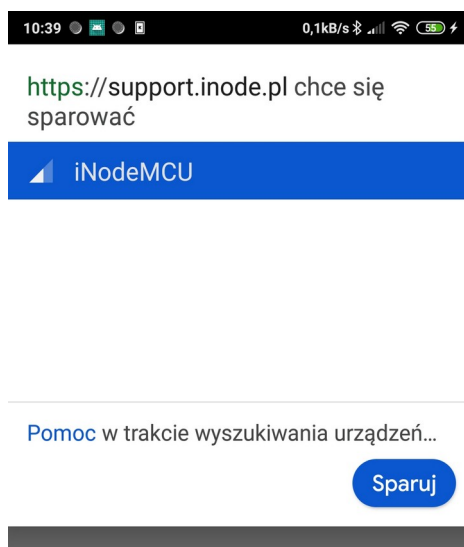 10:39 0,1kB/s 55
https://support.inode.pl chce się
sparować
iNodeMCU
Pomoc w trakcie wyszukiwania urządzeń...
Sparuj